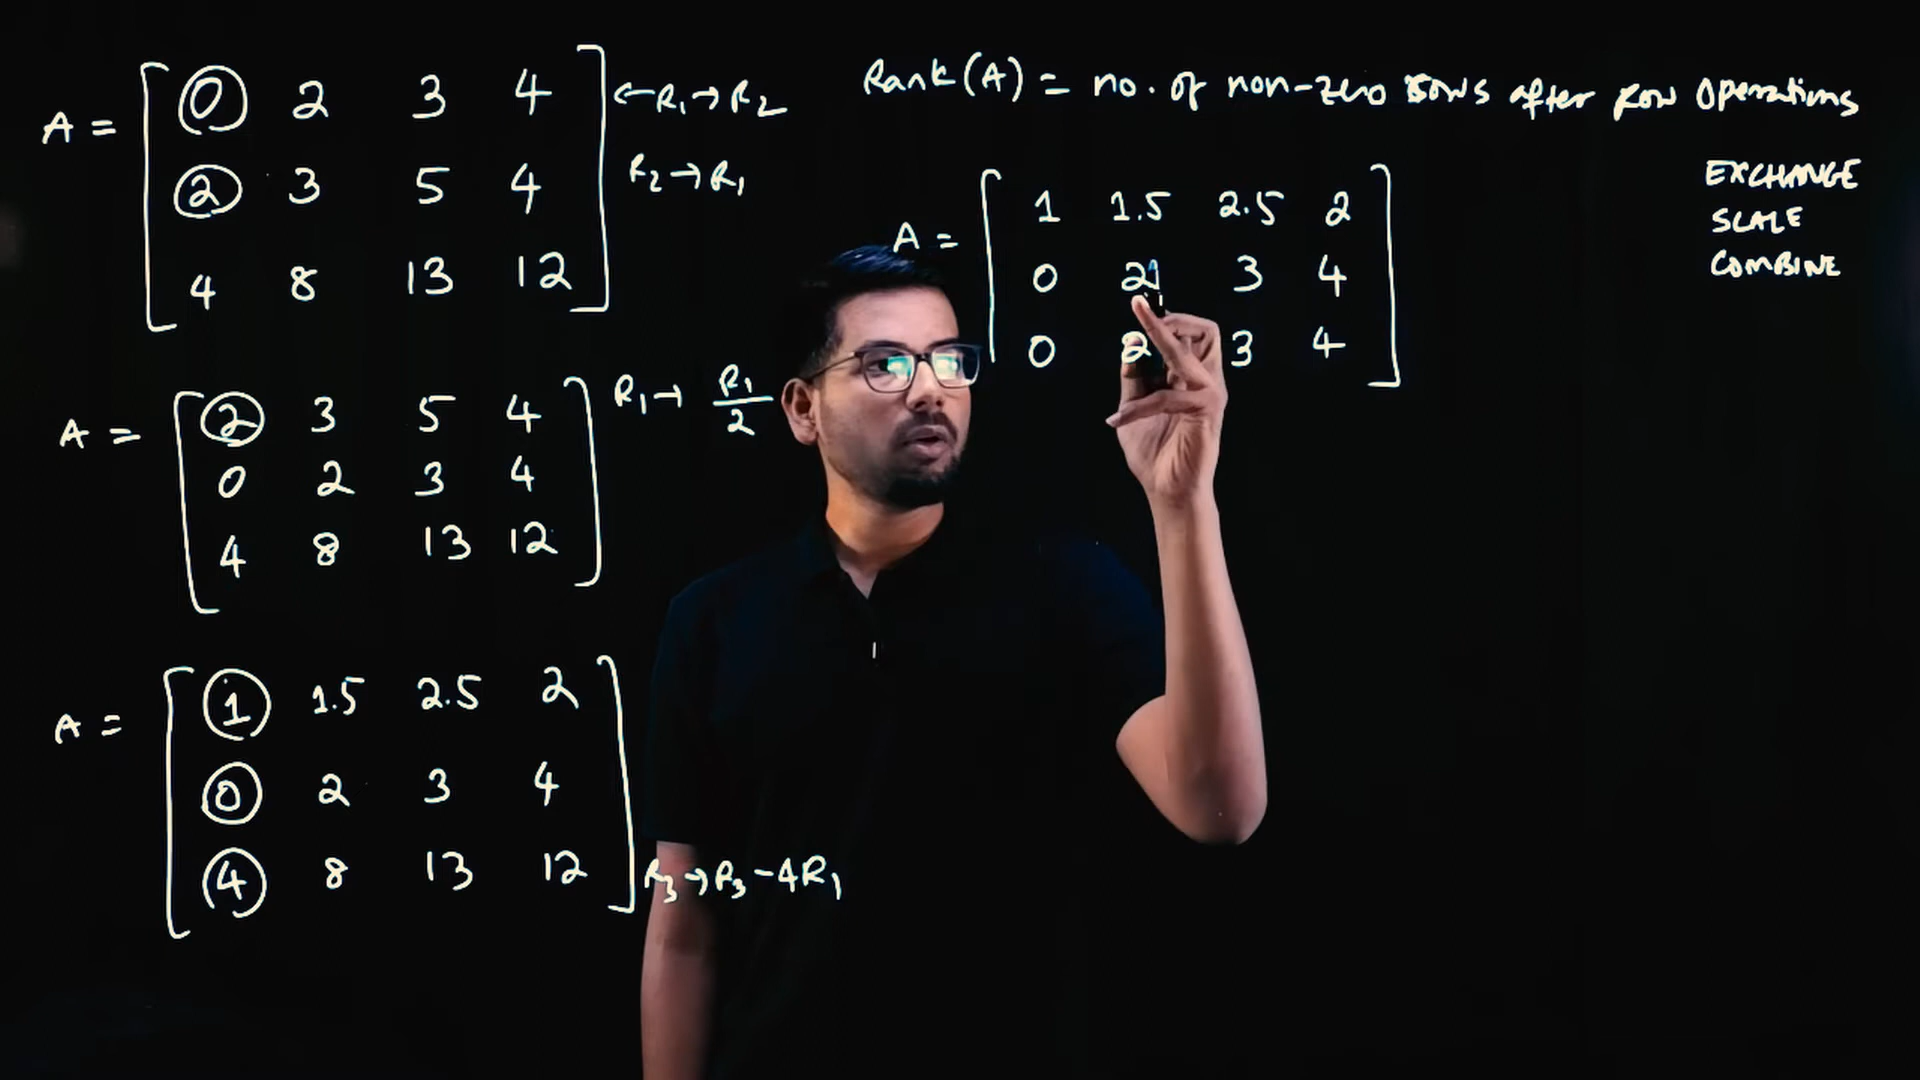 A = [ 0 2 3 4 ] ← R1 → R2
2 3 5 4 R2 → R1
4 8 13 12
A = [ 2 3 5 4 ] R1 → R1/2
0 2 3 4
4 8 13 12
A = [ 1 1.5 2.5 2 ]
0 2 3 4
4 8 13 12 R3 → R3 - 4R1
Rank(A) = no. of non-zero rows after row operations
EXCHANGE
SCALE
COMBINE
A = [ 1 1.5 2.5 2 ]
0 2 3 4
0 2 3 4